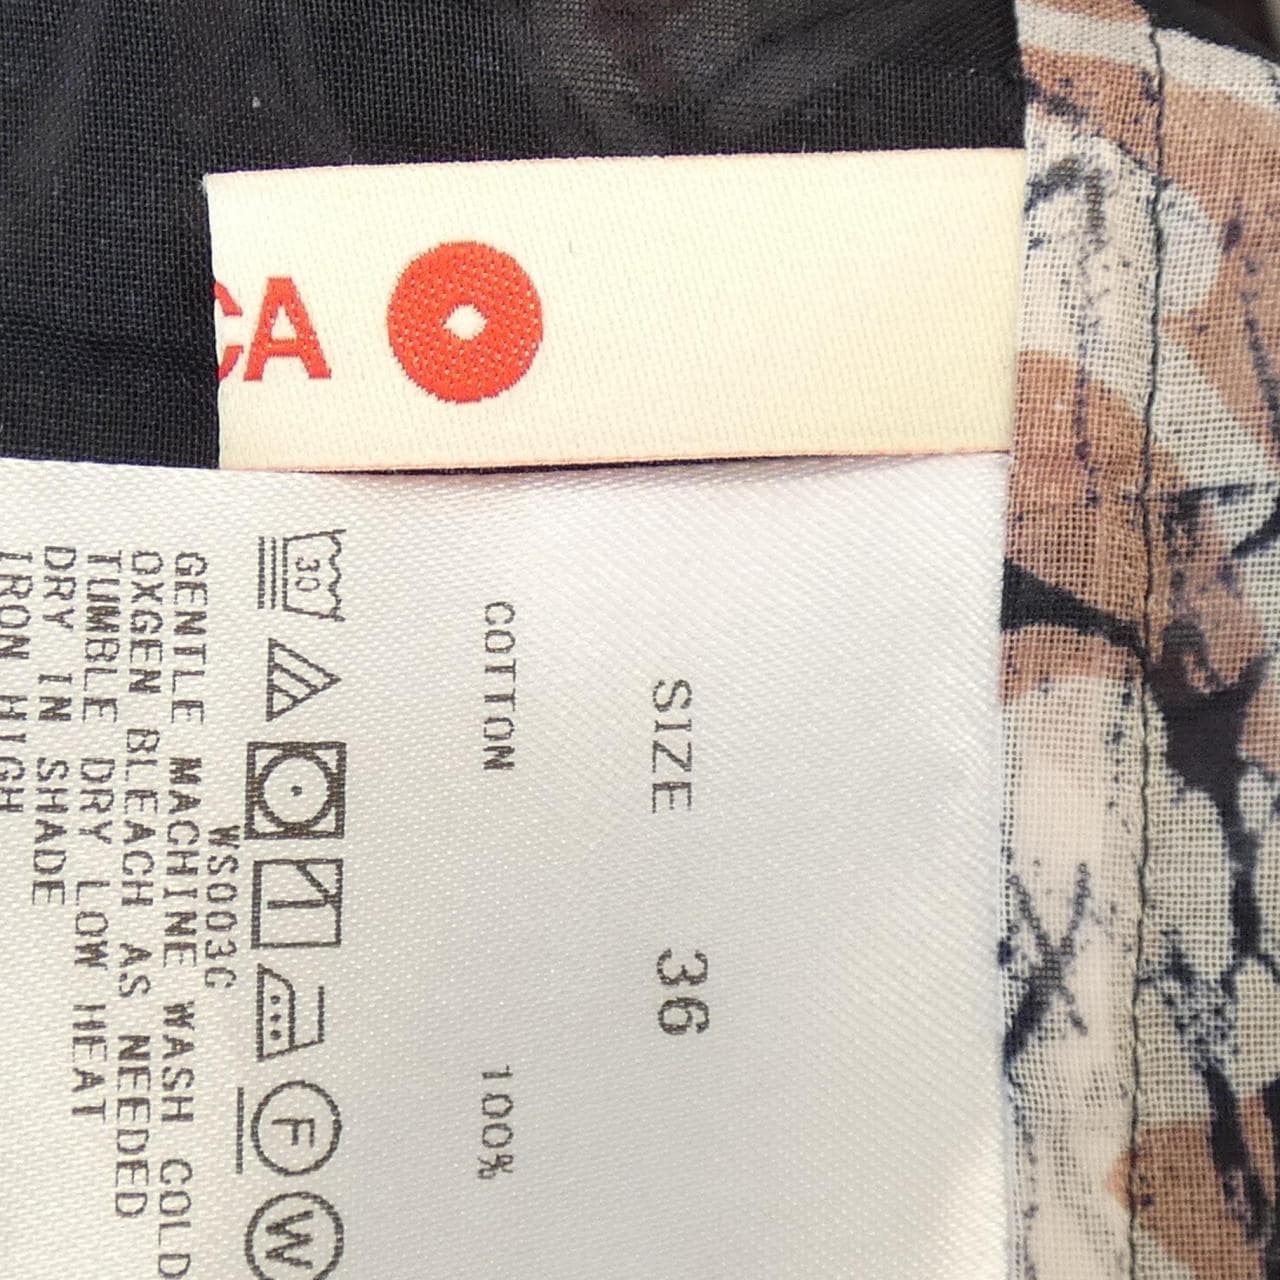 CA
SIZE 36
COTTON 100%
30
F
W
WS003G
GENTLE MACHINE WASH COLD
OXGEN BLEACH AS NEEDED
TUMBLE DRY LOW HEAT
DRY IN SHADE
IRON HIGH